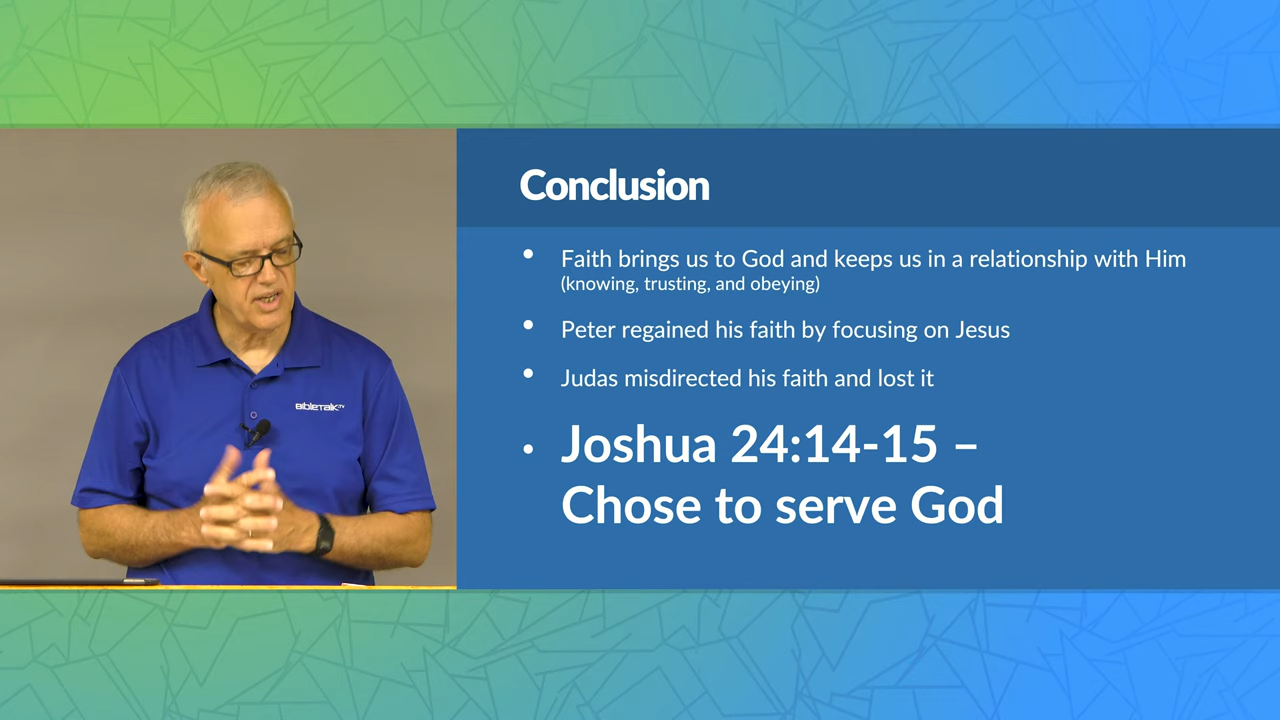 BibleTalk.TV
Conclusion
• Faith brings us to God and keeps us in a relationship with Him
(knowing, trusting, and obeying)
• Peter regained his faith by focusing on Jesus
• Judas misdirected his faith and lost it
• Joshua 24:14-15 –
Chose to serve God